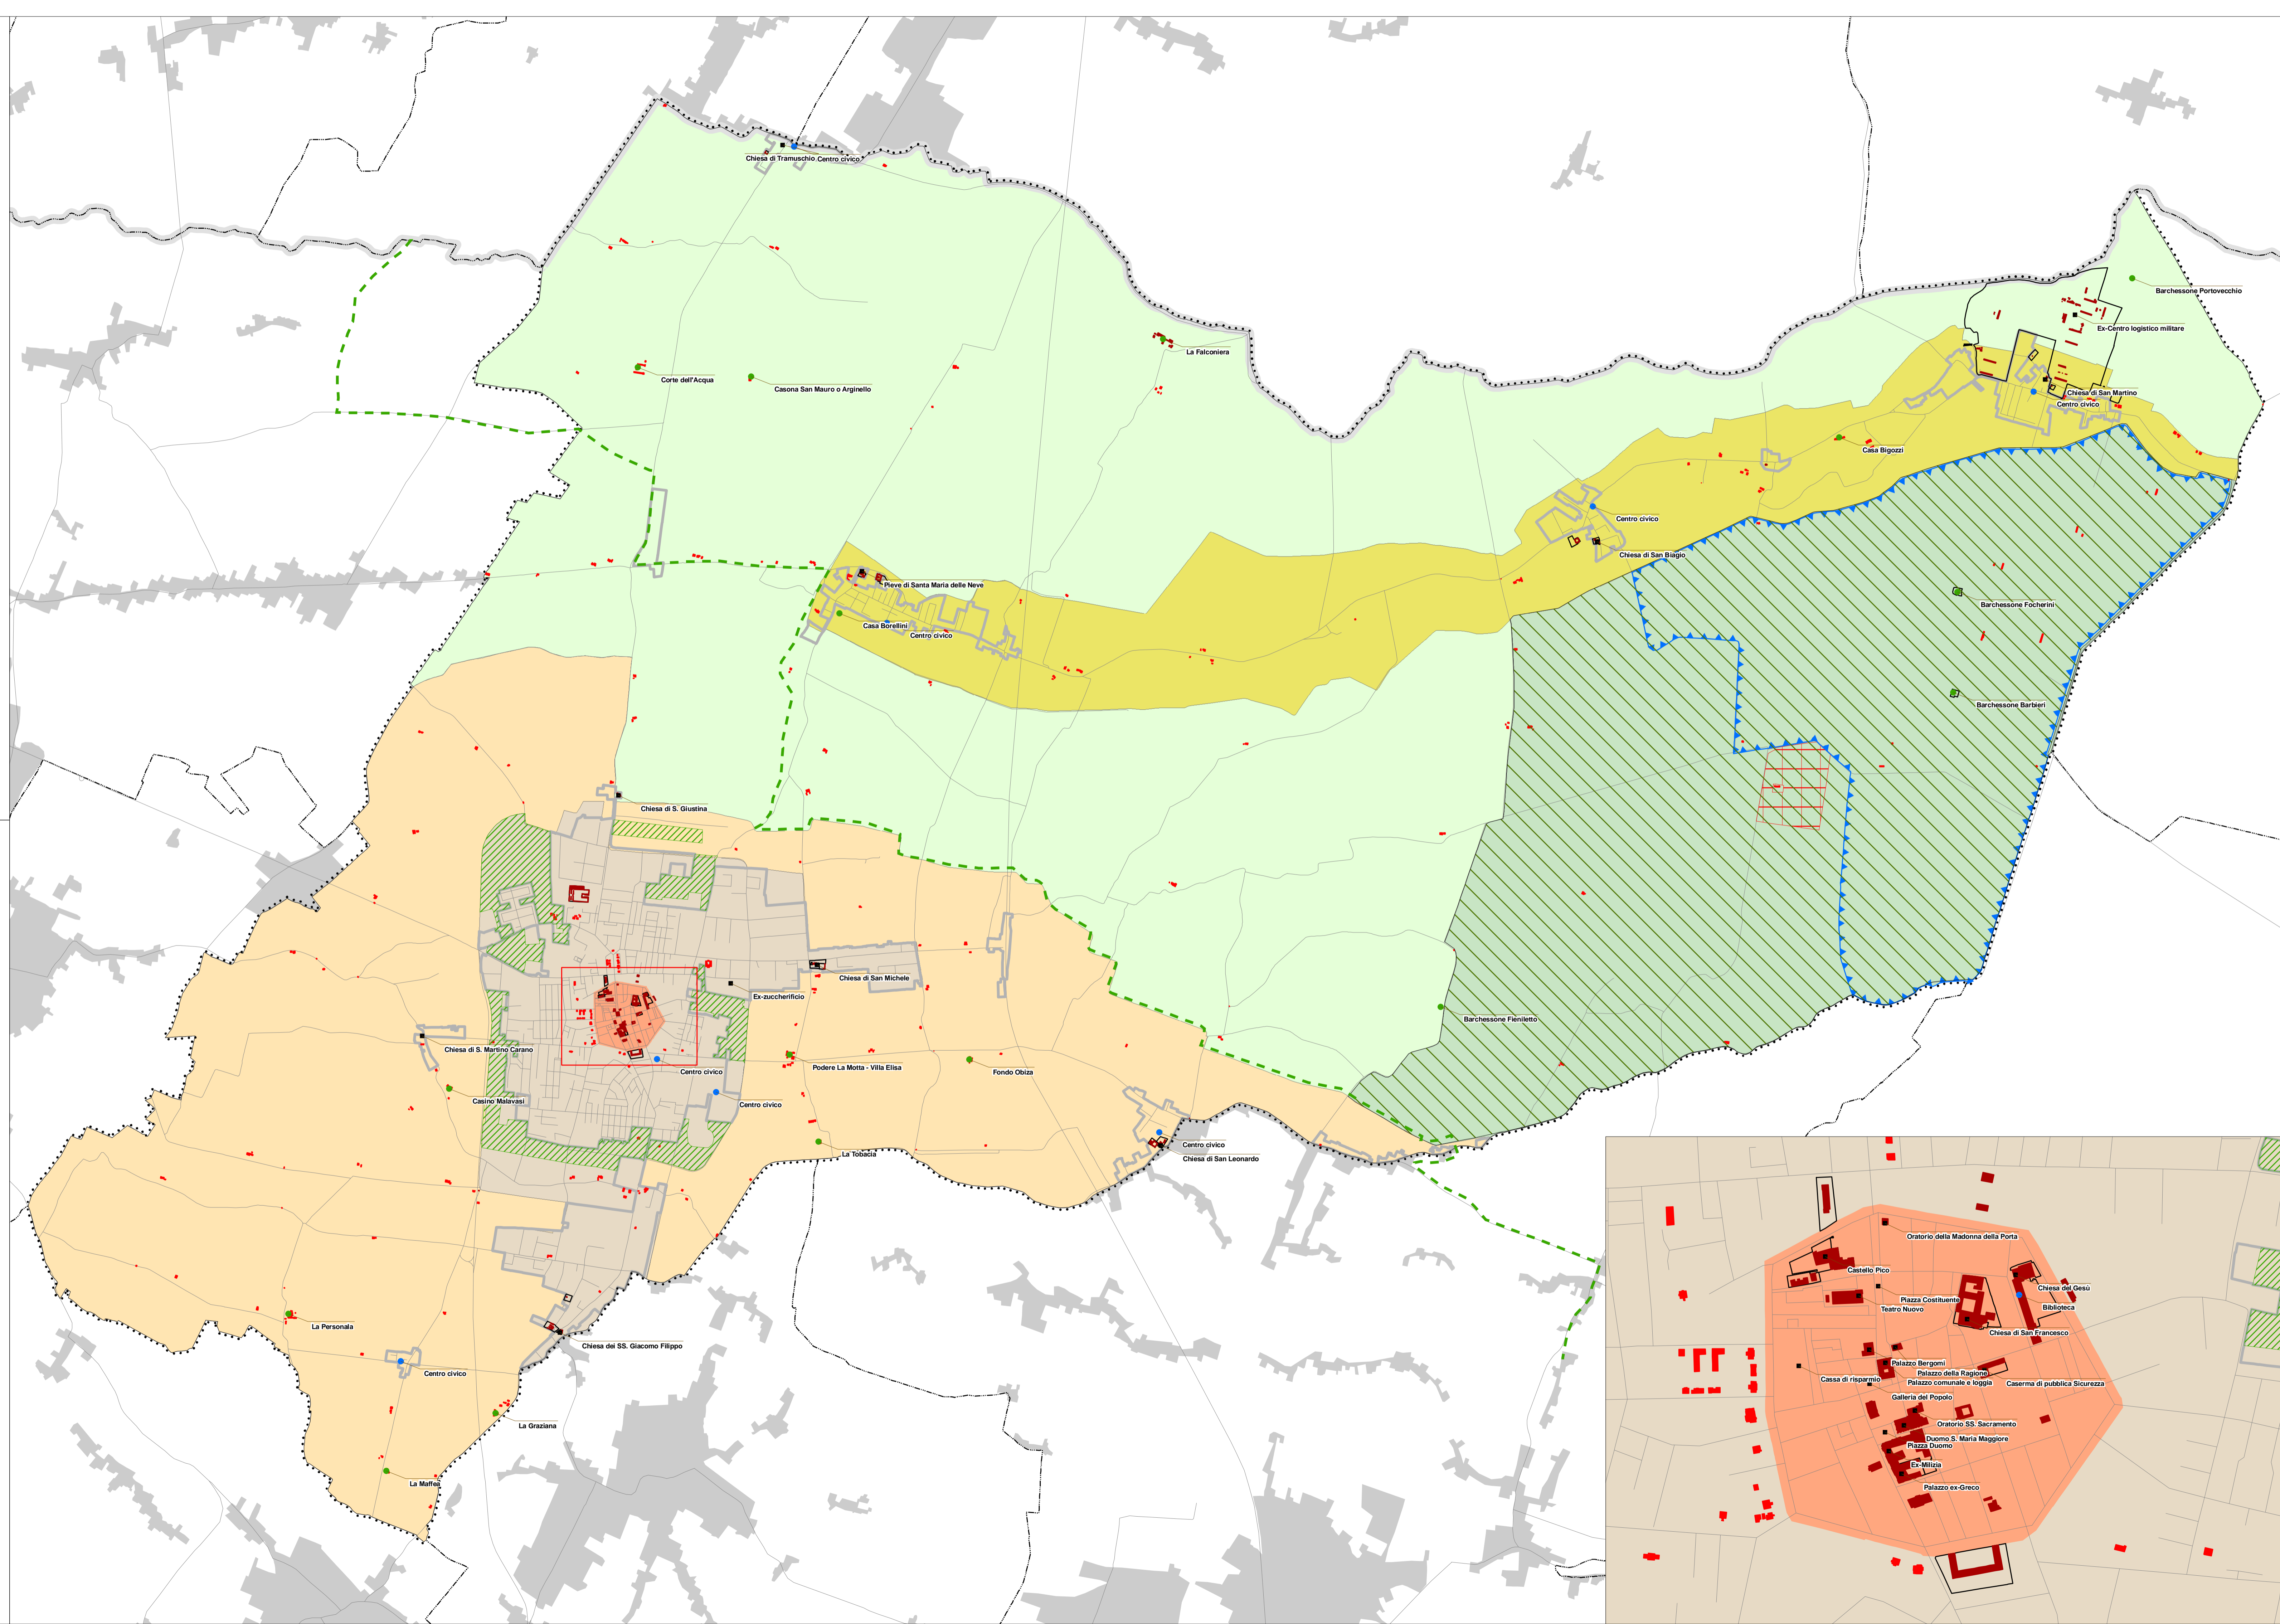 Chiesa di Tramuschio
Centro civico
Barchessone Portovecchio
Ex-Centro logistico militare
La Falconiera
Corte dell'Acqua
Casona San Mauro o Arginello
Chiesa di San Martino
Centro civico
Casa Bigozzi
Centro civico
Chiesa di San Biagio
Pieve di Santa Maria delle Neve
Casa Borellini
Centro civico
Barchessone Focherini
Barchessone Barbieri
Chiesa di S. Giustina
Chiesa di San Michele
Ex-zuccherificio
Barchessone Fieniletto
Chiesa di S. Martino Carano
Podere La Motta - Villa Elisa
Fondo Obiza
Centro civico
Casino Malavasi
Centro civico
Centro civico
La Tobacia
Chiesa di San Leonardo
La Personala
Chiesa dei SS. Giacomo Filippo
Centro civico
La Graziana
La Maffea
Oratorio della Madonna della Porta
Castello Pico
Chiesa del Gesù
Piazza Costituente
Biblioteca
Teatro Nuovo
Chiesa di San Francesco
Palazzo Bergomi
Palazzo della Ragione
Cassa di risparmio
Palazzo comunale e loggia
Caserma di pubblica Sicurezza
Galleria del Popolo
Oratorio SS. Sacramento
Duomo S. Maria Maggiore
Piazza Duomo
Ex-Milizia
Palazzo ex-Greco